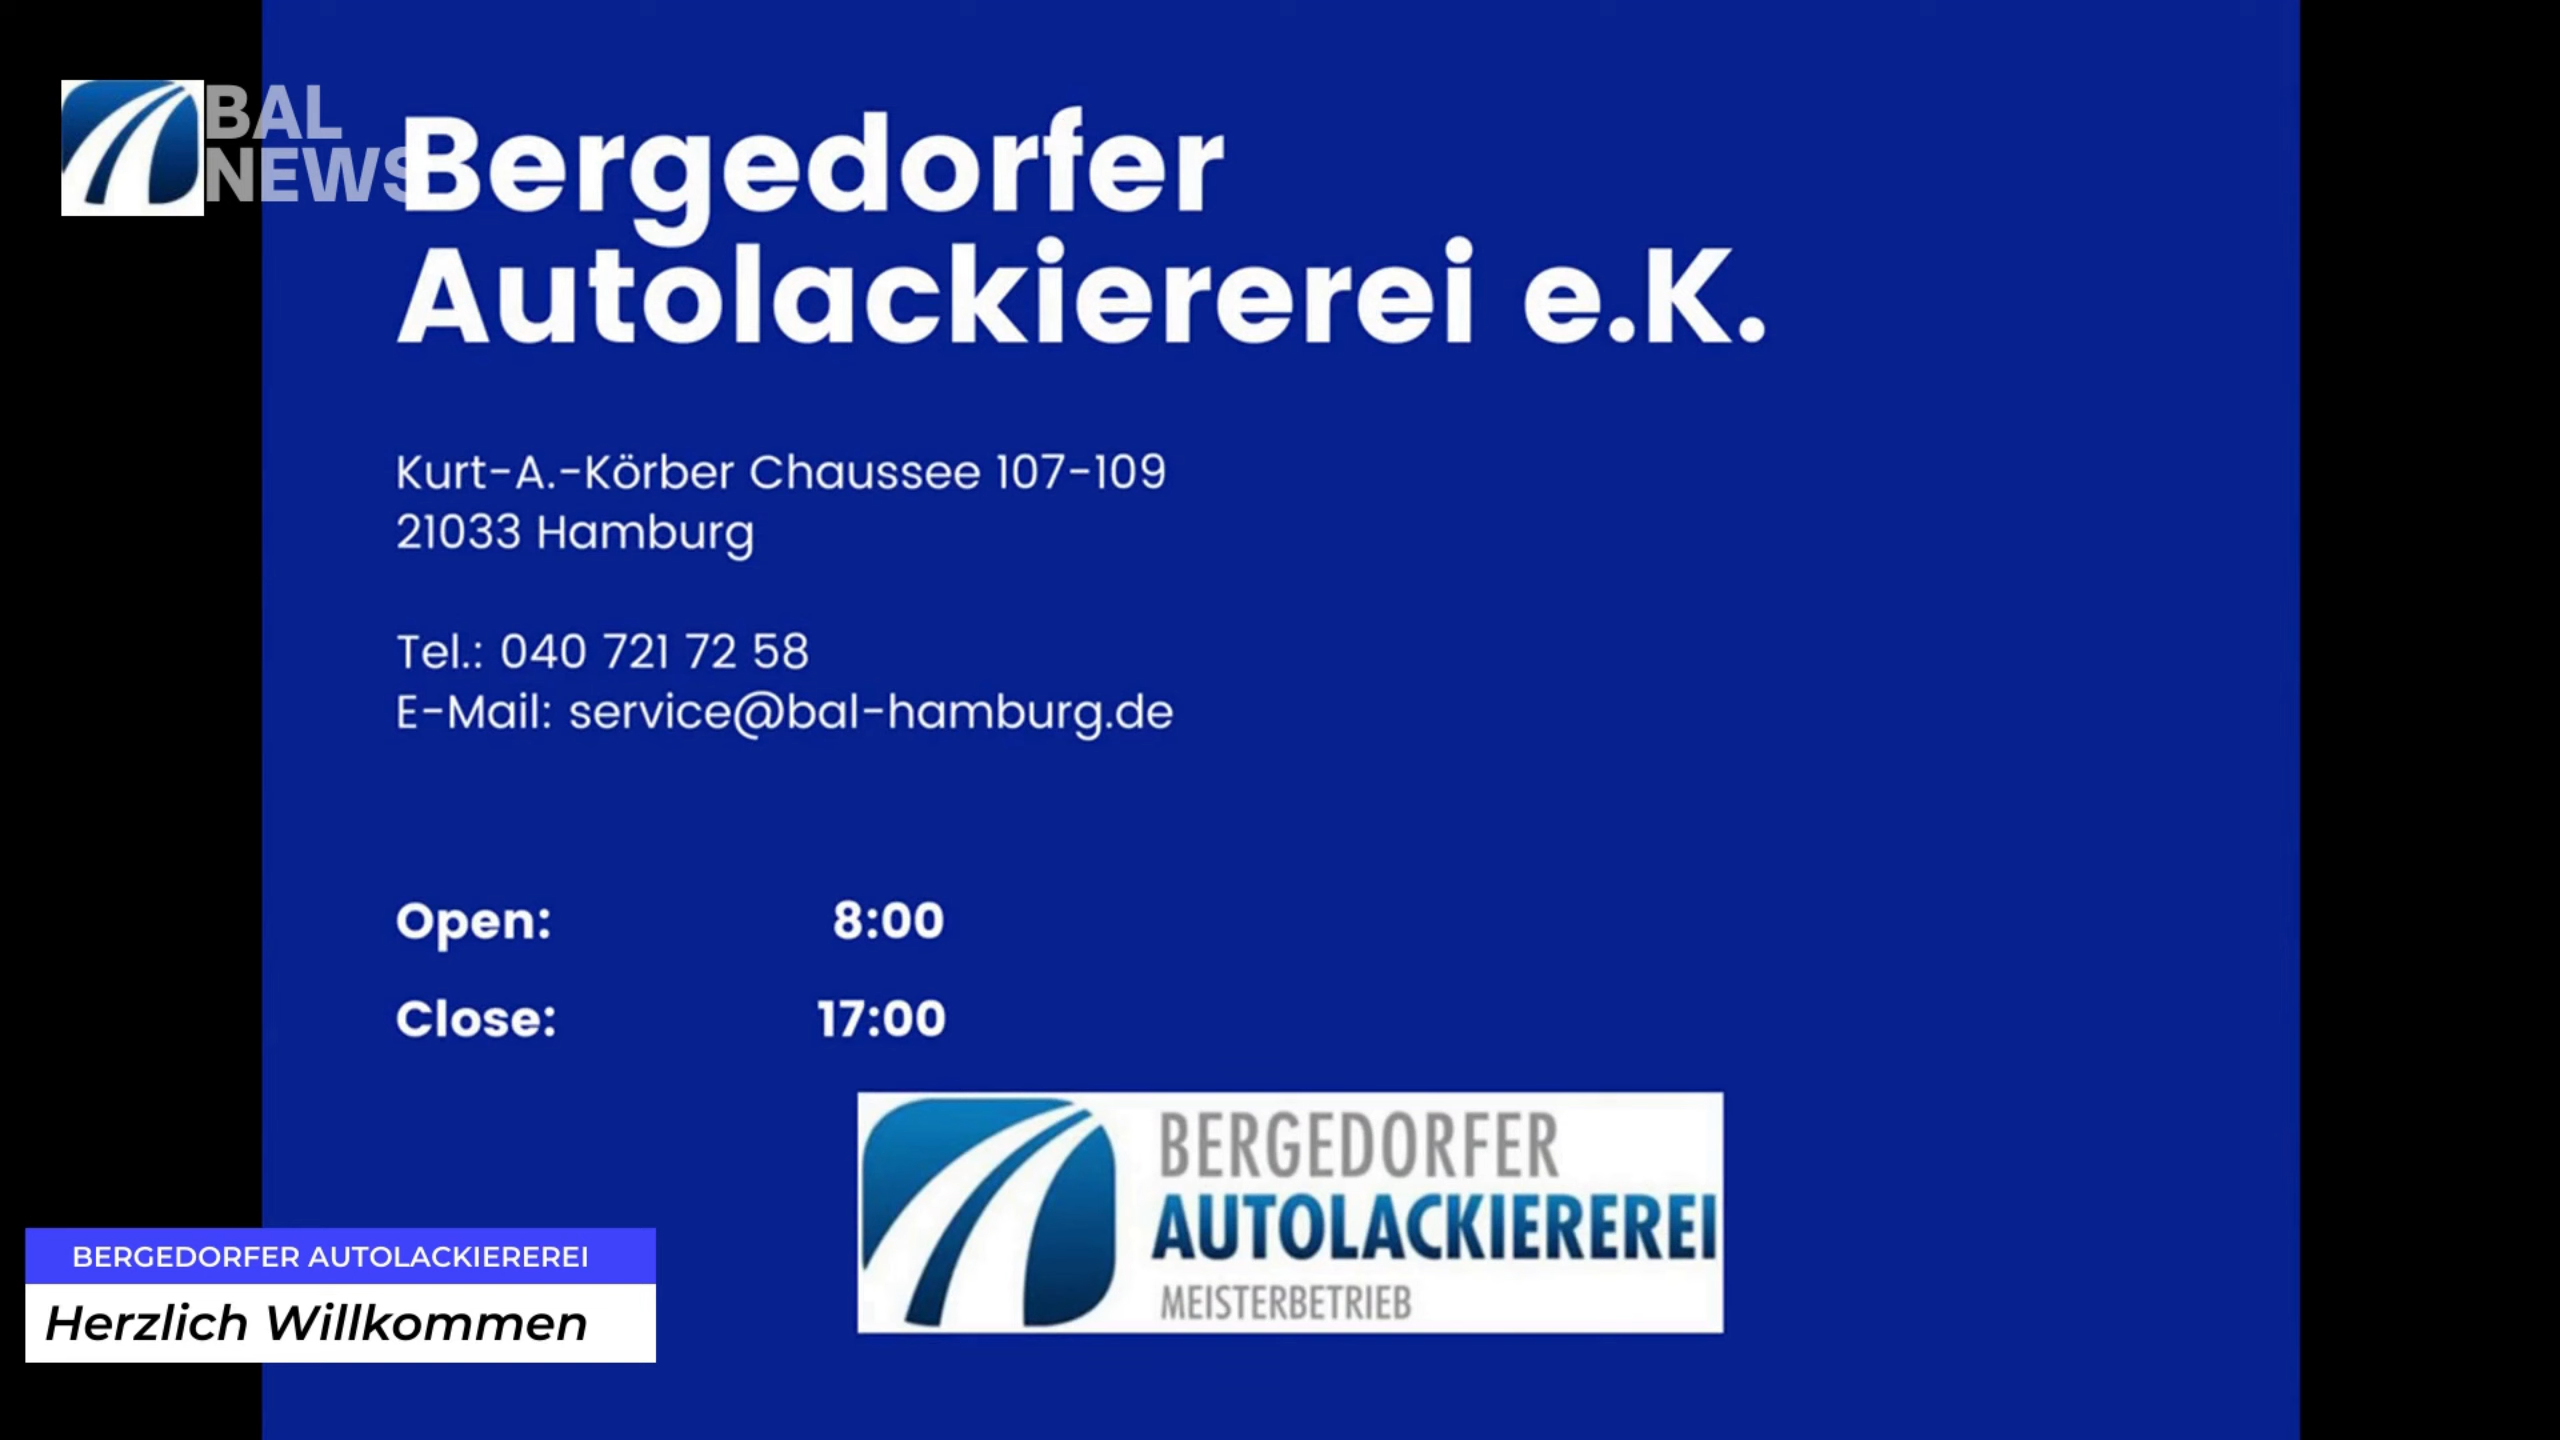 BAL
NEWS
Bergedorfer
Autolackiererei e.K.
Kurt-A.-Körber Chaussee 107-109
21033 Hamburg
Tel.: 040 721 72 58
E-Mail: service@bal-hamburg.de
Open: 8:00
Close: 17:00
BERGEDORFER
AUTOLACKIEREREI
MEISTERBETRIEB
BERGEDORFER AUTOLACKIEREREI
Herzlich Willkommen